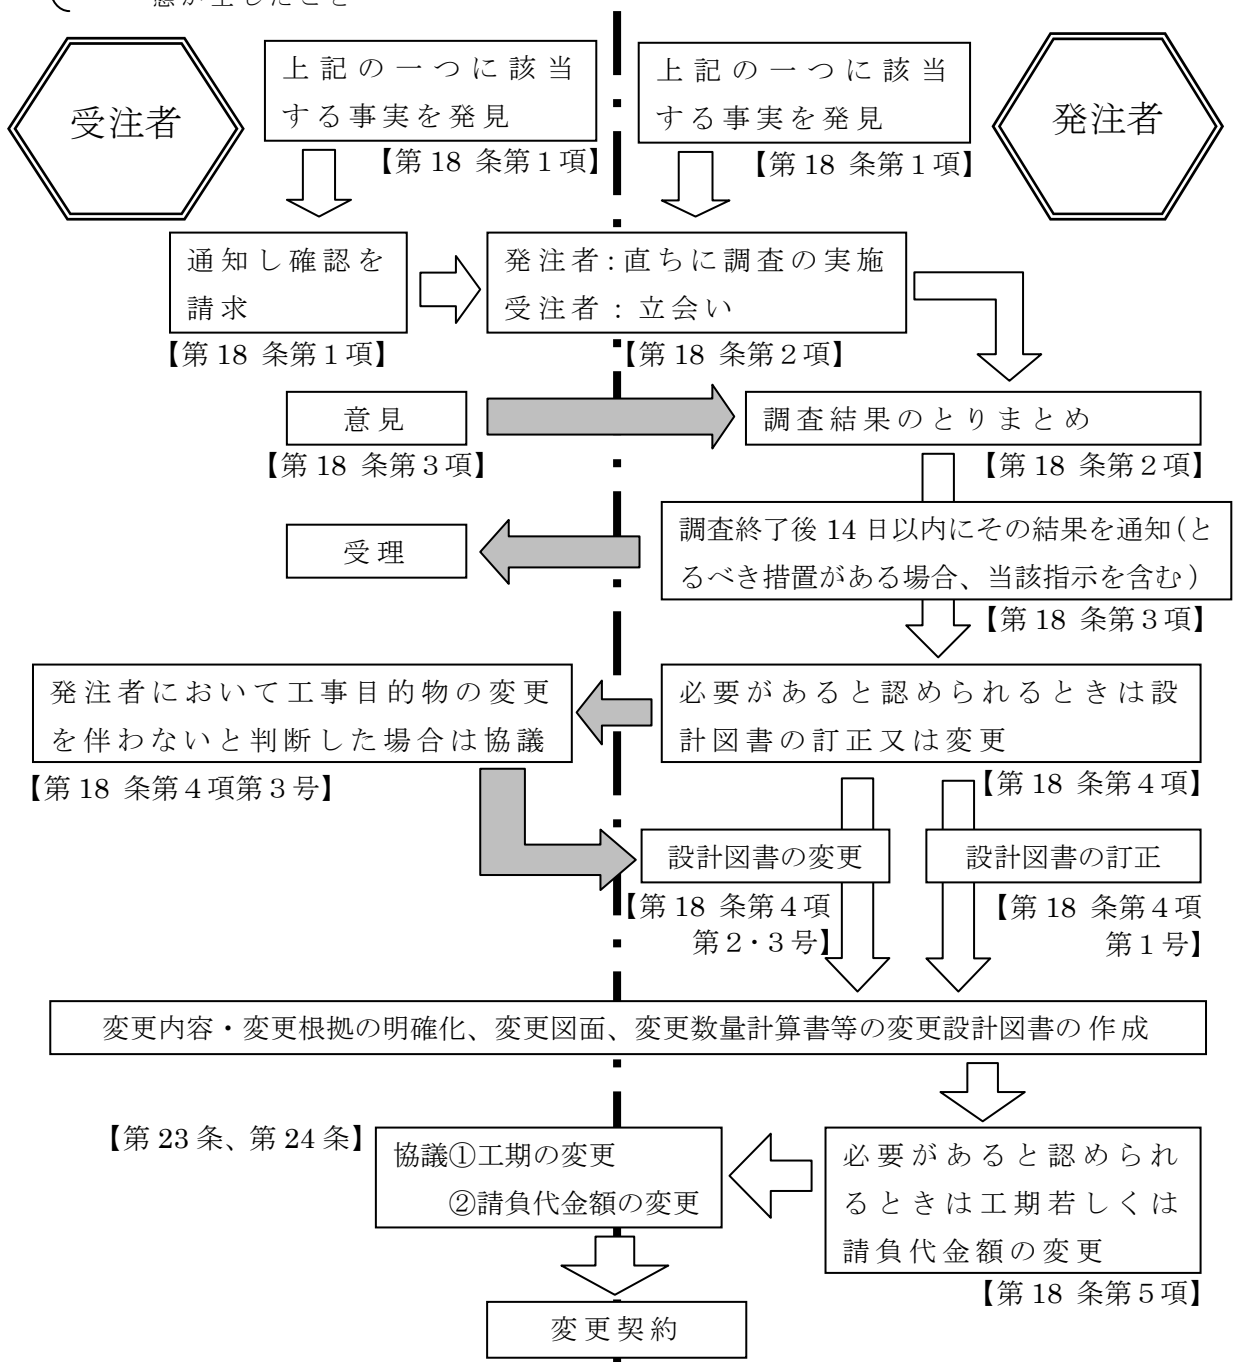 態が生じたこと
受注者
上記の一つに該当
する事実を発見
【第18 条第１項】
上記の一つに該当
する事実を発見
【第18 条第１項】
発注者
通知し確認を
請求
【第18 条第１項】
発注者:直ちに調査の実施
受注者：立会い
【第18 条第２項】
意見
【第18 条第３項】
調査結果のとりまとめ
【第18 条第２項】
受理
調査終了後 14 日以内にその結果を通知(と
るべき措置がある場合、当該指示を含む)
【第18 条第３項】
発注者において工事目的物の変更
を伴わないと判断した場合は協議
【第18 条第４項第３号】
必要があると認められるときは設
計図書の訂正又は変更
【第18 条第４項】
設計図書の変更
【第18 条第４項
第２・３号】
設計図書の訂正
【第18 条第４項
第１号】
変更内容・変更根拠の明確化、変更図面、変更数量計算書等の変更設計図書の作成
【第 23 条、第 24 条】
協議①工期の変更
②請負代金額の変更
必要があると認められ
るときは工期若しくは
請負代金額の変更
【第18 条第５項】
変更契約